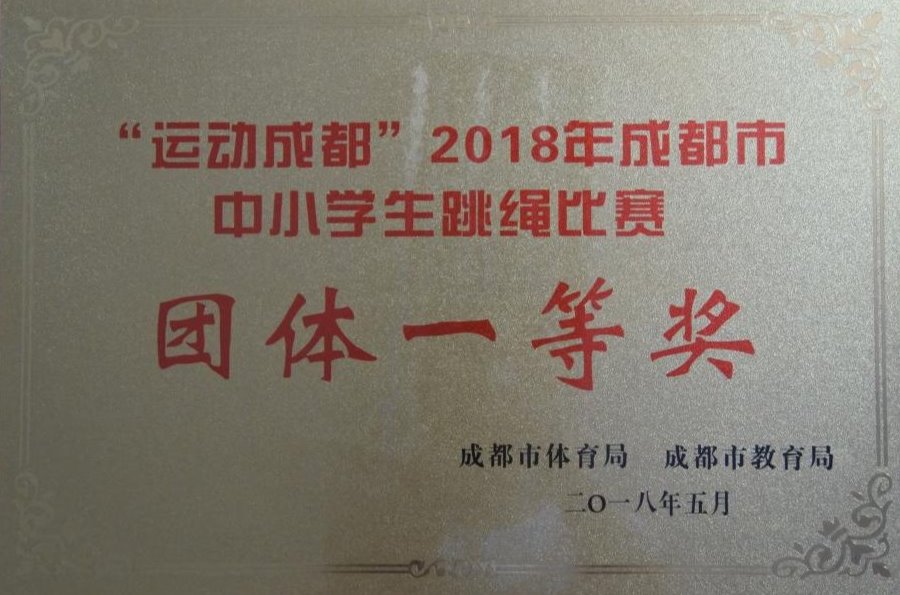 “运动成都”2018年成都市
中小学生跳绳比赛
团体一等奖
成都市体育局 成都市教育局
二〇一八年五月